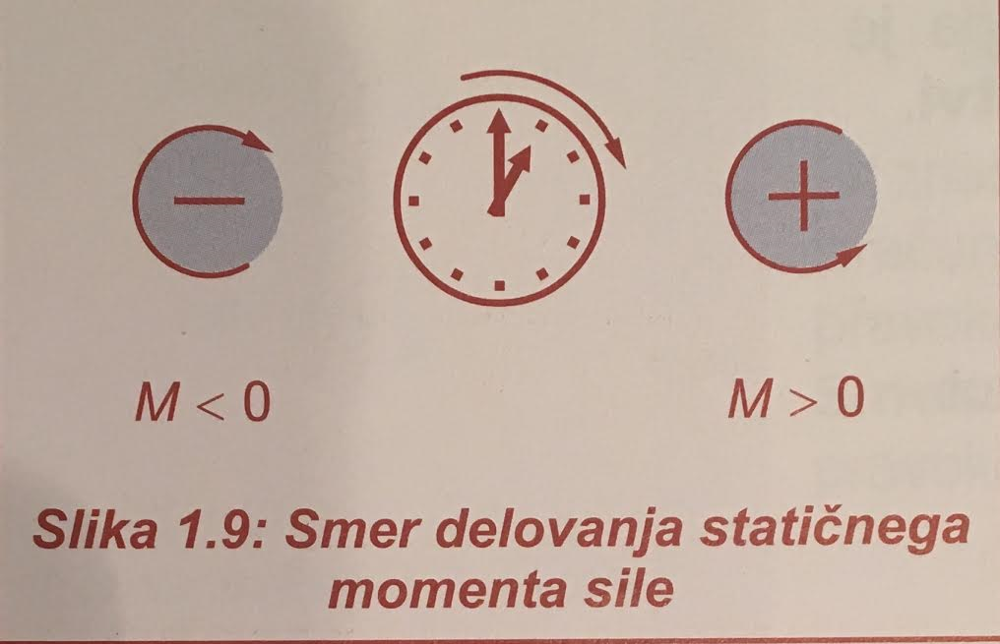 M < 0
M > 0
Slika 1.9: Smer delovanja statičnega
momenta sile